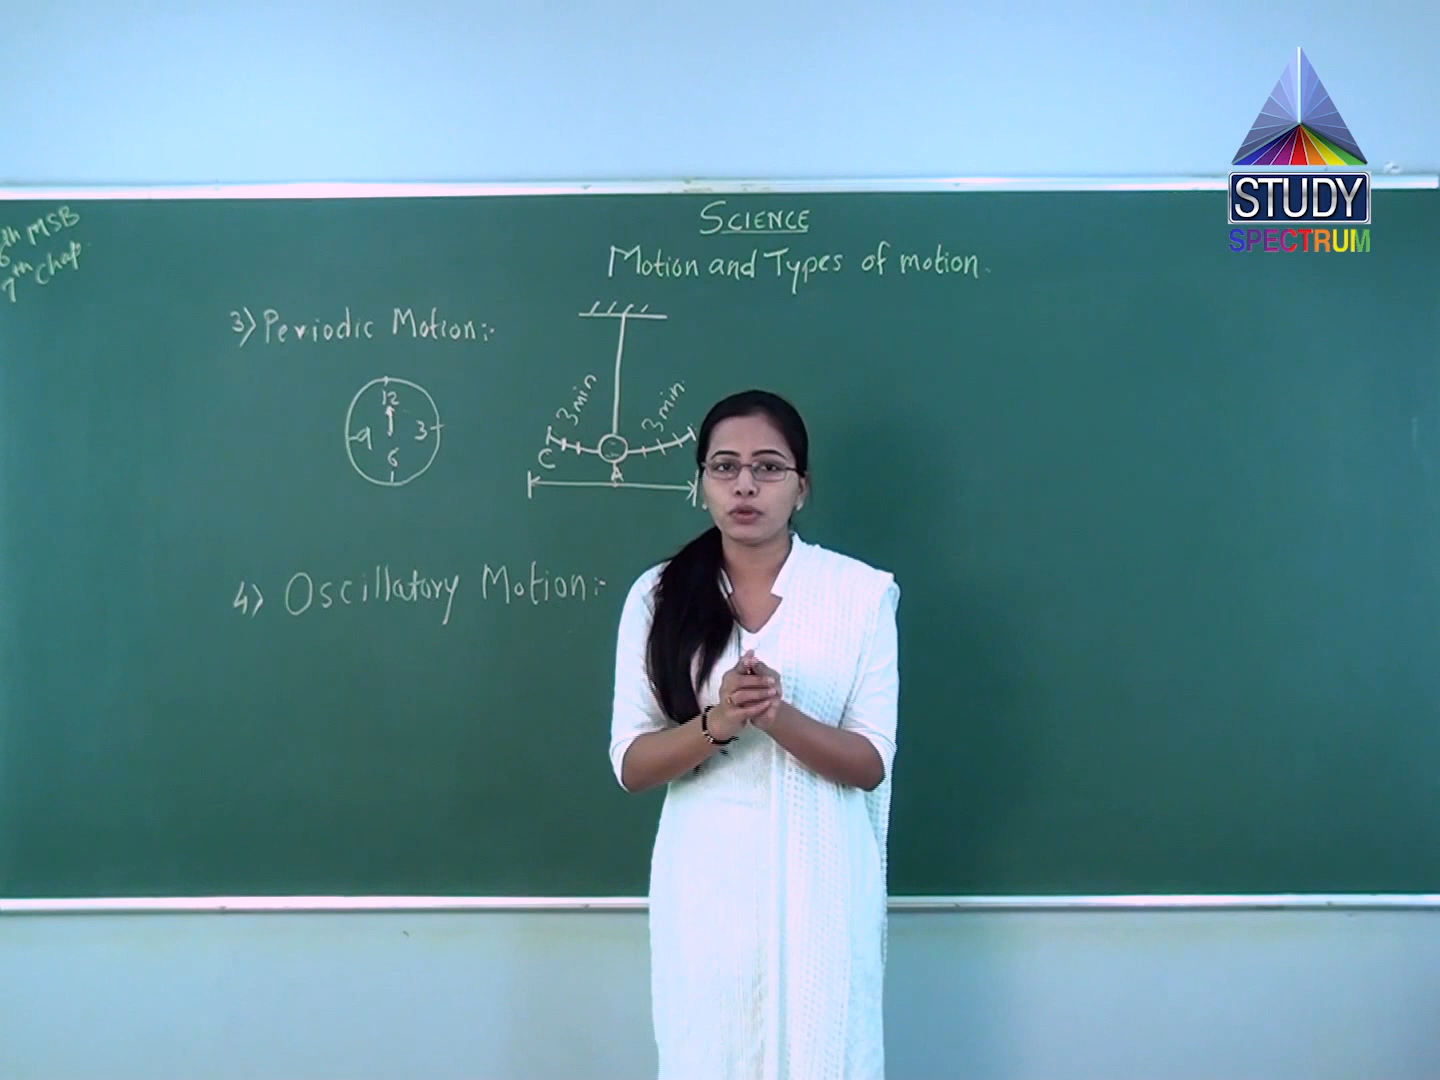 6th MSB
7th Chap.
SCIENCE
Motion and Types of motion.
3) Periodic Motion:-
12
9
3
6
3 min
3 min
C
A
4) Oscillatory Motion:-
STUDY
SPECTRUM